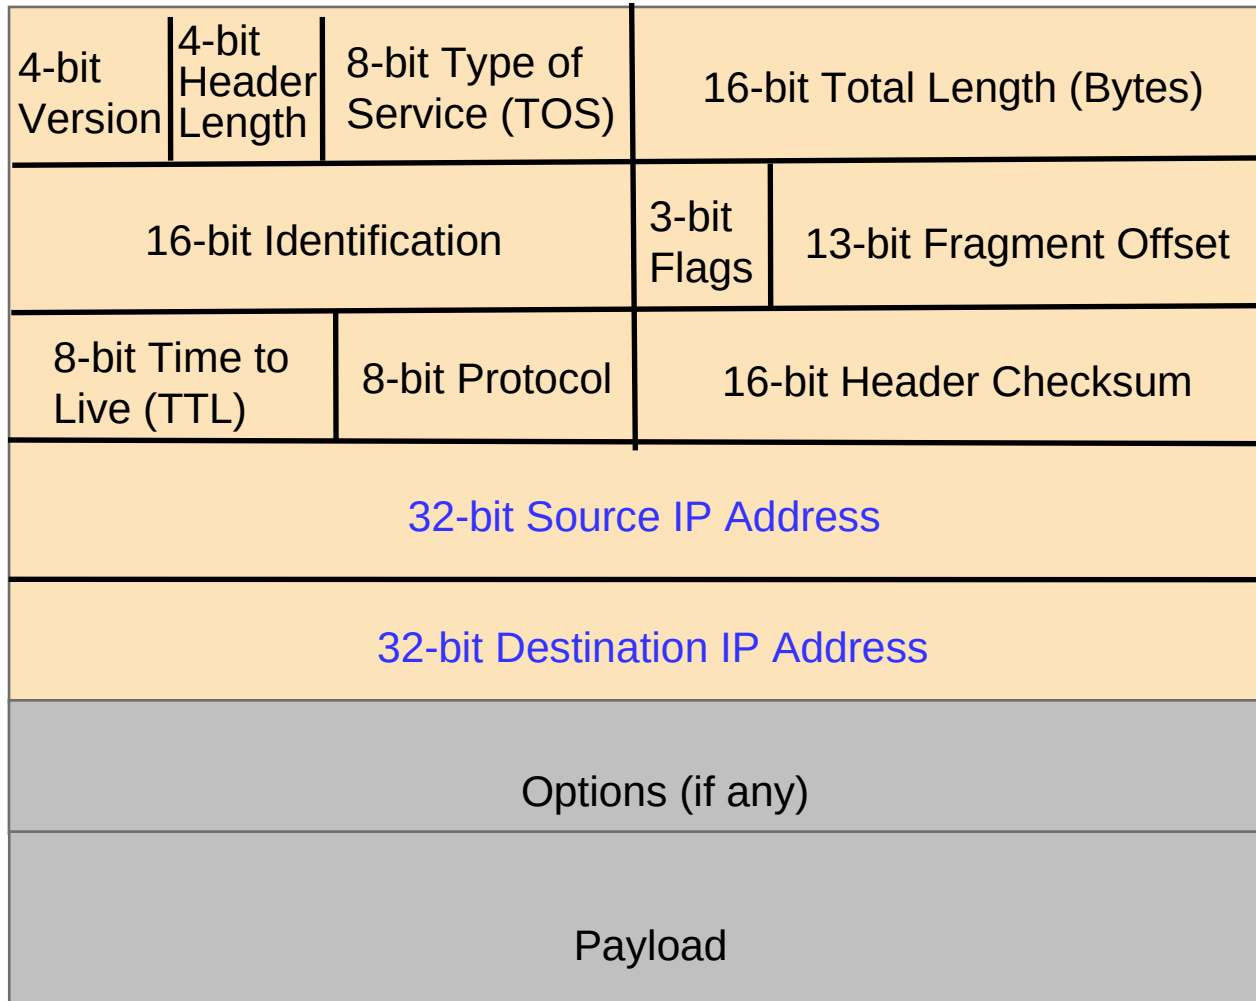 4-bit
Version
4-bit
Header
Length
8-bit Type of
Service (TOS)
16-bit Total Length (Bytes)
16-bit Identification
3-bit
Flags
13-bit Fragment Offset
8-bit Time to
Live (TTL)
8-bit Protocol
16-bit Header Checksum
32-bit Source IP Address
32-bit Destination IP Address
Options (if any)
Payload